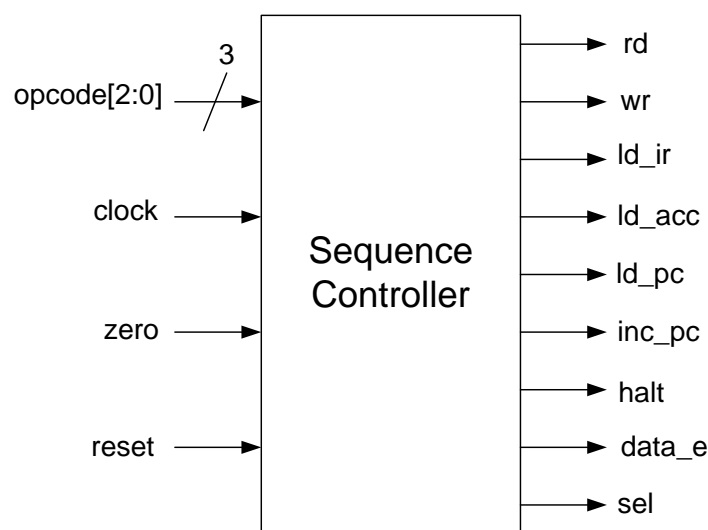 3
opcode[2:0]
clock
zero
reset
Sequence
Controller
rd
wr
ld_ir
ld_acc
ld_pc
inc_pc
halt
data_e
sel